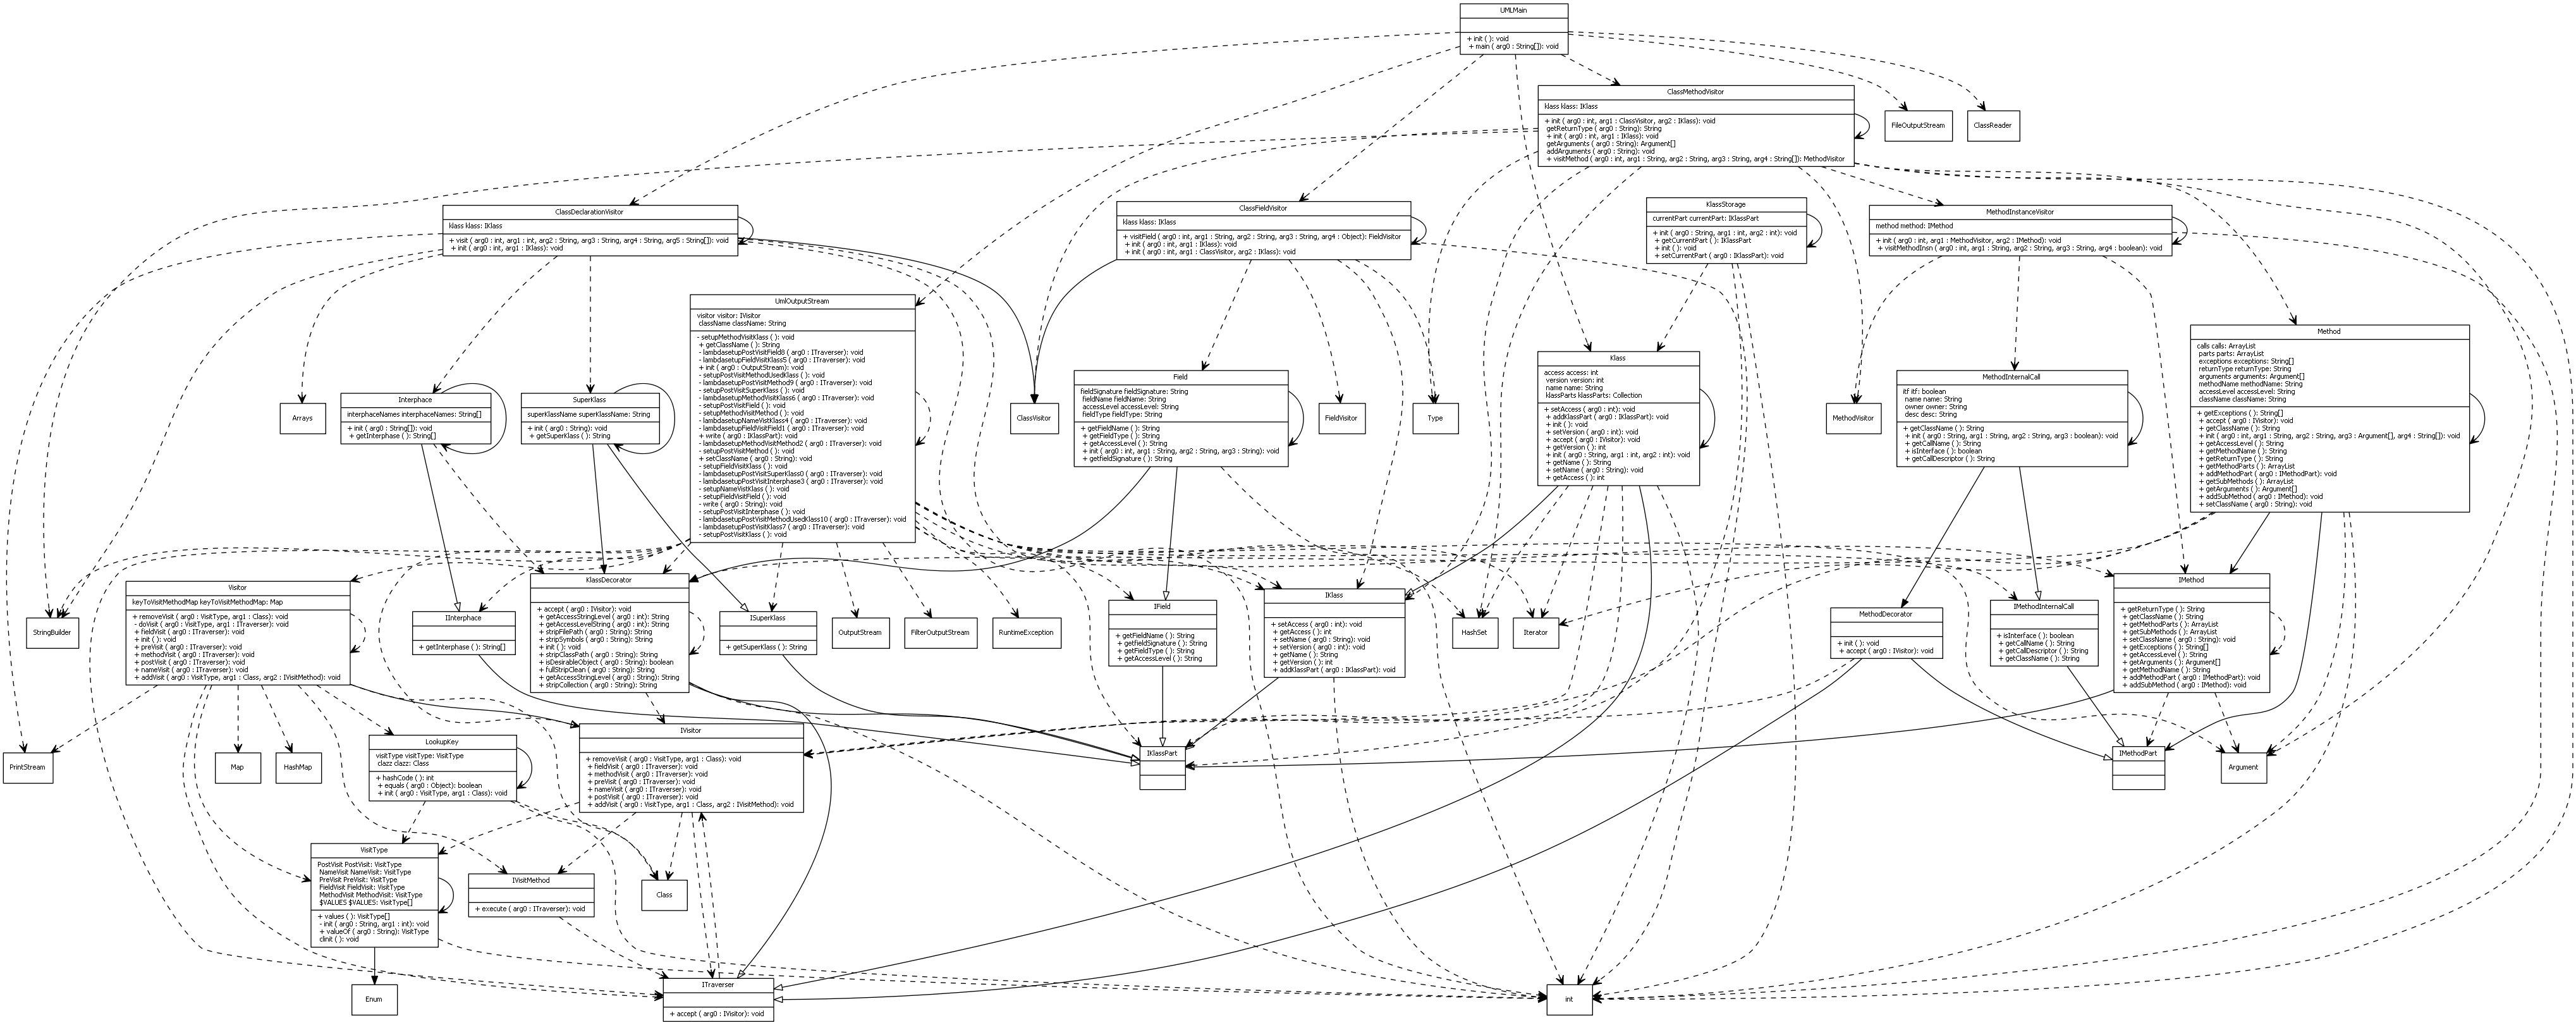 UMLMain
+ init ( ): void
+ main ( arg0 : String[]): void
ClassMethodVisitor
klass klass: IKlass
+ init ( arg0 : int, arg1 : ClassVisitor, arg2 : IKlass): void
getReturnType ( arg0 : String): String
+ init ( arg0 : int, arg1 : IKlass): void
getArguments ( arg0 : String): Argument[]
addArguments ( arg0 : String): void
+ visitMethod ( arg0 : int, arg1 : String, arg2 : String, arg3 : String, arg4 : String[]): MethodVisitor
FileOutputStream
ClassReader
ClassDeclarationVisitor
klass klass: IKlass
+ visit ( arg0 : int, arg1 : int, arg2 : String, arg3 : String, arg4 : String, arg5 : String[]): void
+ init ( arg0 : int, arg1 : IKlass): void
ClassFieldVisitor
klass klass: IKlass
+ visitField ( arg0 : int, arg1 : String, arg2 : String, arg3 : String, arg4 : Object): FieldVisitor
+ init ( arg0 : int, arg1 : IKlass): void
+ init ( arg0 : int, arg1 : ClassVisitor, arg2 : IKlass): void
KlassStorage
currentPart currentPart: IKlassPart
+ init ( arg0 : String, arg1 : int, arg2 : int): void
+ getCurrentPart ( ): IKlassPart
+ init ( ): void
+ setCurrentPart ( arg0 : IKlassPart): void
MethodInstanceVisitor
method method: IMethod
+ init ( arg0 : int, arg1 : MethodVisitor, arg2 : IMethod): void
+ visitMethodInsn ( arg0 : int, arg1 : String, arg2 : String, arg3 : String, arg4 : boolean): void
UmlOutputStream
visitor visitor: IVisitor
className className: String
- setupMethodVisitKlass ( ): void
+ getClassName ( ): String
- lambdasetupPostVisitField8 ( arg0 : ITraverser): void
- lambdasetupFieldVisitKlass5 ( arg0 : ITraverser): void
+ init ( arg0 : OutputStream): void
- setupPostVisitMethodUsedKlass ( ): void
- lambdasetupPostVisitMethod9 ( arg0 : ITraverser): void
- setupPostVisitSuperKlass ( ): void
- lambdasetupMethodVisitKlass6 ( arg0 : ITraverser): void
- setupPostVisitField ( ): void
- setupMethodVisitMethod ( ): void
- lambdasetupNameVisitKlass4 ( arg0 : ITraverser): void
- lambdasetupFieldVisitField1 ( arg0 : ITraverser): void
+ write ( arg0 : IKlassPart): void
- lambdasetupMethodVisitMethod2 ( arg0 : ITraverser): void
- setupPostVisitMethod ( ): void
+ setClassName ( arg0 : String): void
- setupFieldVisitKlass ( ): void
- lambdasetupPostVisitSuperKlass0 ( arg0 : ITraverser): void
- lambdasetupPostVisitInterphase3 ( arg0 : ITraverser): void
- setupNameVistKlass ( ): void
- setupFieldVisitField ( ): void
- write ( arg0 : String): void
- setupPostVisitInterphase ( ): void
- lambdasetupPostVisitMethodUsedKlass10 ( arg0 : ITraverser): void
- lambdasetupPostVisitKlass7 ( arg0 : ITraverser): void
- setupPostVisitKlass ( ): void
Method
calls calls: ArrayList
parts parts: ArrayList
exceptions exceptions: String[]
returnType returnType: String
arguments arguments: Argument[]
methodName methodName: String
accessLevel accessLevel: String
className className: String
+ getExceptions ( ): String[]
+ accept ( arg0 : IVisitor): void
+ getClassName ( ): String
+ init ( arg0 : int, arg1 : String, arg2 : String, arg3 : Argument[], arg4 : String[]): void
+ getAccessLevel ( ): String
+ getMethodName ( ): String
+ getReturnType ( ): String
+ getMethodParts ( ): ArrayList
+ addMethodPart ( arg0 : IMethodPart): void
+ getSubMethods ( ): ArrayList
+ getArguments ( ): Argument[]
+ addSubMethod ( arg0 : IMethod): void
+ setClassName ( arg0 : String): void
Klass
access access: int
version version: int
name name: String
klassParts klassParts: Collection
+ setAccess ( arg0 : int): void
+ addKlassPart ( arg0 : IKlassPart): void
+ init ( ): void
+ setVersion ( arg0 : int): void
+ accept ( arg0 : IVisitor): void
+ getVersion ( ): int
+ init ( arg0 : String, arg1 : int, arg2 : int): void
+ getName ( ): String
+ setName ( arg0 : String): void
+ getAccess ( ): int
Field
fieldSignature fieldSignature: String
fieldName fieldName: String
accessLevel accessLevel: String
fieldType fieldType: String
+ getFieldName ( ): String
+ getFieldType ( ): String
+ getAccessLevel ( ): String
+ init ( arg0 : int, arg1 : String, arg2 : String, arg3 : String): void
+ getfieldSignature ( ): String
MethodInternalCall
itf itf: boolean
name name: String
owner owner: String
desc desc: String
+ getClassName ( ): String
+ init ( arg0 : String, arg1 : String, arg2 : String, arg3 : boolean): void
+ getCallName ( ): String
+ isInterface ( ): boolean
+ getCallDescriptor ( ): String
Arrays
Interphace
interphaceNames interphaceNames: String[]
+ init ( arg0 : String[]): void
+ getInterphase ( ): String[]
SuperKlass
superKlassName superKlassName: String
+ init ( arg0 : String): void
+ getSuperKlass ( ): String
ClassVisitor
FieldVisitor
Type
MethodVisitor
StringBuilder
Visitor
keyToVisitMethodMap keyToVisitMethodMap: Map
+ removeVisit ( arg0 : VisitType, arg1 : Class): void
- doVisit ( arg0 : VisitType, arg1 : ITraverser): void
+ fieldVisit ( arg0 : ITraverser): void
+ init ( ): void
+ preVisit ( arg0 : ITraverser): void
+ methodVisit ( arg0 : ITraverser): void
+ postVisit ( arg0 : ITraverser): void
+ nameVisit ( arg0 : ITraverser): void
+ addVisit ( arg0 : VisitType, arg1 : Class, arg2 : IVisitMethod): void
IInterphace
+ getInterphase ( ): String[]
KlassDecorator
+ accept ( arg0 : IVisitor): void
+ getAccessStringLevel ( arg0 : int): String
+ getAccessLevelString ( arg0 : int): String
+ stripFilePath ( arg0 : String): String
+ stripSymbols ( arg0 : String): String
+ init ( ): void
+ stripClassPath ( arg0 : String): String
+ isDesirableObject ( arg0 : String): boolean
+ fullStripClean ( arg0 : String): String
+ getAccessStringLevel ( arg0 : String): String
+ stripCollection ( arg0 : String): String
ISuperKlass
+ getSuperKlass ( ): String
OutputStream
FilterOutputStream
RuntimeException
IField
+ getFieldName ( ): String
+ getfieldSignature ( ): String
+ getFieldType ( ): String
+ getAccessLevel ( ): String
IKlass
+ setAccess ( arg0 : int): void
+ getAccess ( ): int
+ setName ( arg0 : String): void
+ setVersion ( arg0 : int): void
+ getName ( ): String
+ getVersion ( ): int
+ addKlassPart ( arg0 : IKlassPart): void
HashSet
Iterator
MethodDecorator
+ init ( ): void
+ accept ( arg0 : IVisitor): void
IMethodInternalCall
+ isInterface ( ): boolean
+ getCallName ( ): String
+ getCallDescriptor ( ): String
+ getClassName ( ): String
IMethod
+ getReturnType ( ): String
+ getClassName ( ): String
+ getMethodParts ( ): ArrayList
+ getSubMethods ( ): ArrayList
+ setClassName ( arg0 : String): void
+ getExceptions ( ): String[]
+ getAccessLevel ( ): String
+ getArguments ( ): Argument[]
+ getMethodName ( ): String
+ addMethodPart ( arg0 : IMethodPart): void
+ addSubMethod ( arg0 : IMethod): void
PrintStream
Map
HashMap
LookupKey
visitType visitType: VisitType
clazz clazz: Class
+ hashCode ( ): int
+ equals ( arg0 : Object): boolean
+ init ( arg0 : VisitType, arg1 : Class): void
IVisitor
+ removeVisit ( arg0 : VisitType, arg1 : Class): void
+ fieldVisit ( arg0 : ITraverser): void
+ methodVisit ( arg0 : ITraverser): void
+ preVisit ( arg0 : ITraverser): void
+ nameVisit ( arg0 : ITraverser): void
+ postVisit ( arg0 : ITraverser): void
+ addVisit ( arg0 : VisitType, arg1 : Class, arg2 : IVisitMethod): void
IKlassPart
IMethodPart
Argument
VisitType
PostVisit PostVisit: VisitType
NameVisit NameVisit: VisitType
PreVisit PreVisit: VisitType
FieldVisit FieldVisit: VisitType
MethodVisit MethodVisit: VisitType
$VALUES $VALUES: VisitType[]
+ values ( ): VisitType[]
- init ( arg0 : String, arg1 : int): void
+ valueOf ( arg0 : String): VisitType
clinit ( ): void
IVisitMethod
+ execute ( arg0 : ITraverser): void
Class
Enum
ITraverser
+ accept ( arg0 : IVisitor): void
int